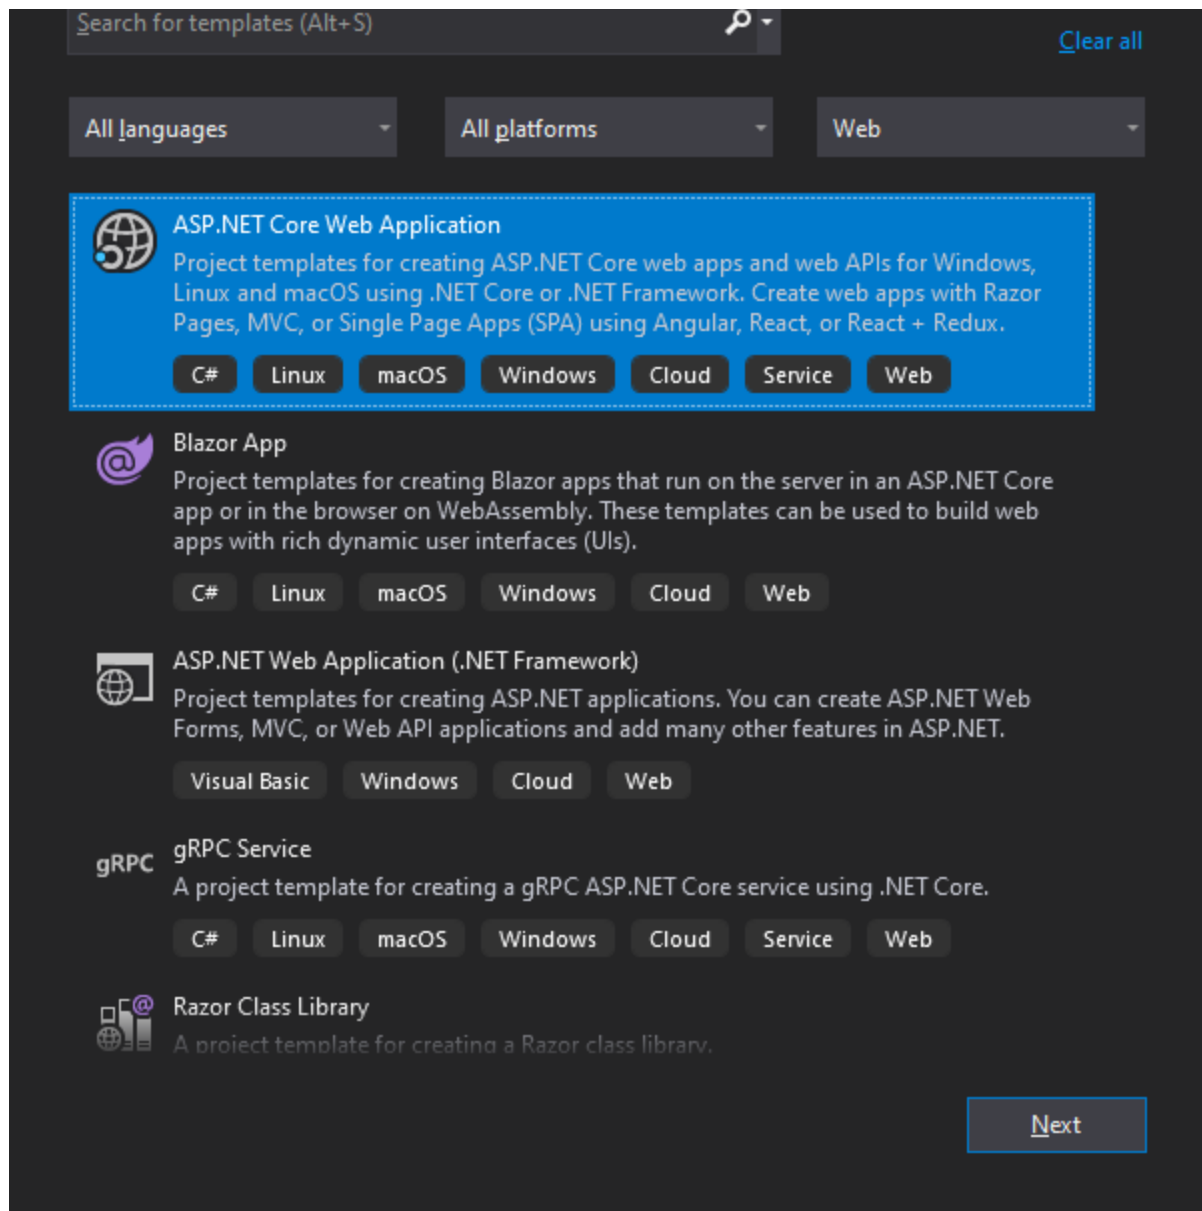 Search for templates (Alt+S)
Clear all
All languages
All platforms
Web
ASP.NET Core Web Application
Project templates for creating ASP.NET Core web apps and web APIs for Windows,
Linux and macOS using .NET Core or .NET Framework. Create web apps with Razor
Pages, MVC, or Single Page Apps (SPA) using Angular, React, or React + Redux.
C# Linux macOS Windows Cloud Service Web
Blazor App
Project templates for creating Blazor apps that run on the server in an ASP.NET Core
app or in the browser on WebAssembly. These templates can be used to build web
apps with rich dynamic user interfaces (UIs).
C# Linux macOS Windows Cloud Web
ASP.NET Web Application (.NET Framework)
Project templates for creating ASP.NET applications. You can create ASP.NET Web
Forms, MVC, or Web API applications and add many other features in ASP.NET.
Visual Basic Windows Cloud Web
gRPC
gRPC Service
A project template for creating a gRPC ASP.NET Core service using .NET Core.
C# Linux macOS Windows Cloud Service Web
Razor Class Library
A project template for creating a Razor class library.
Next